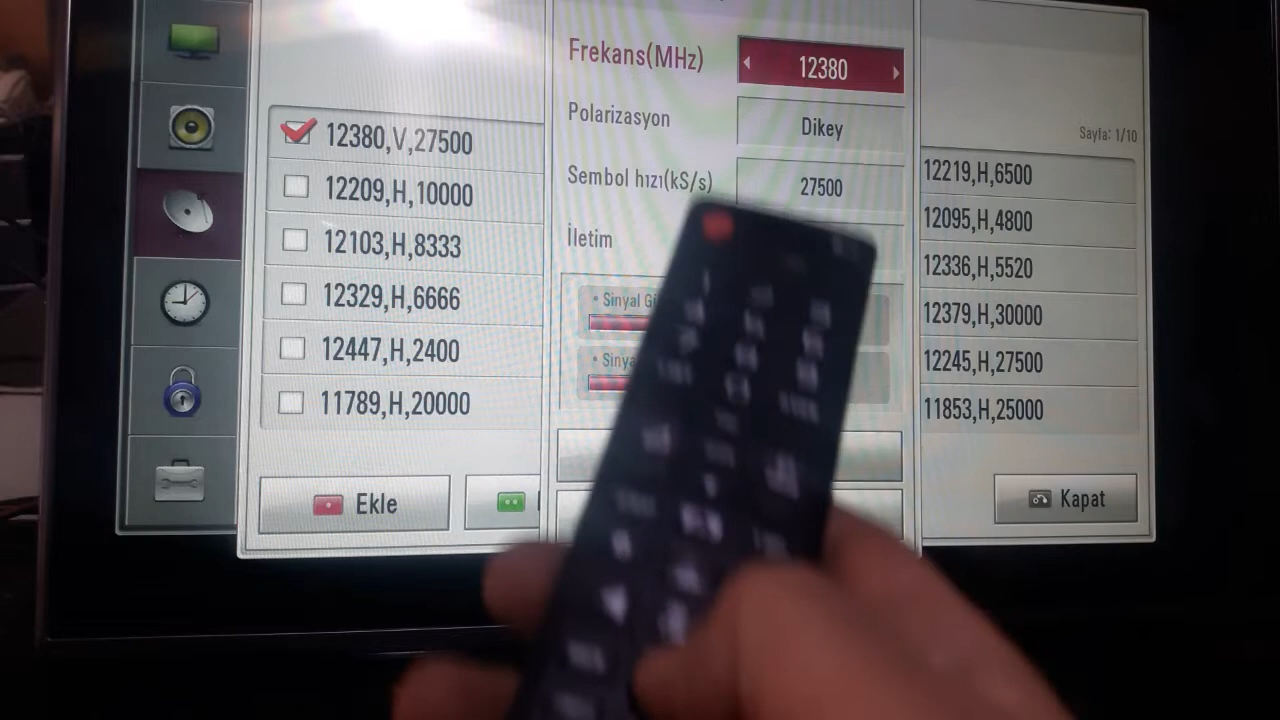 Frekans(MHz) 12380
Polarizasyon Dikey
Sembol hızı(kS/s) 27500
İletim
• Sinyal
12380,V,27500
12209,H,10000
12103,H,8333
12329,H,6666
12447,H,2400
11789,H,20000
Ekle
Sayfa: 1/10
12219,H,6500
12095,H,4800
12336,H,5520
12379,H,30000
12245,H,27500
11853,H,25000
Kapat